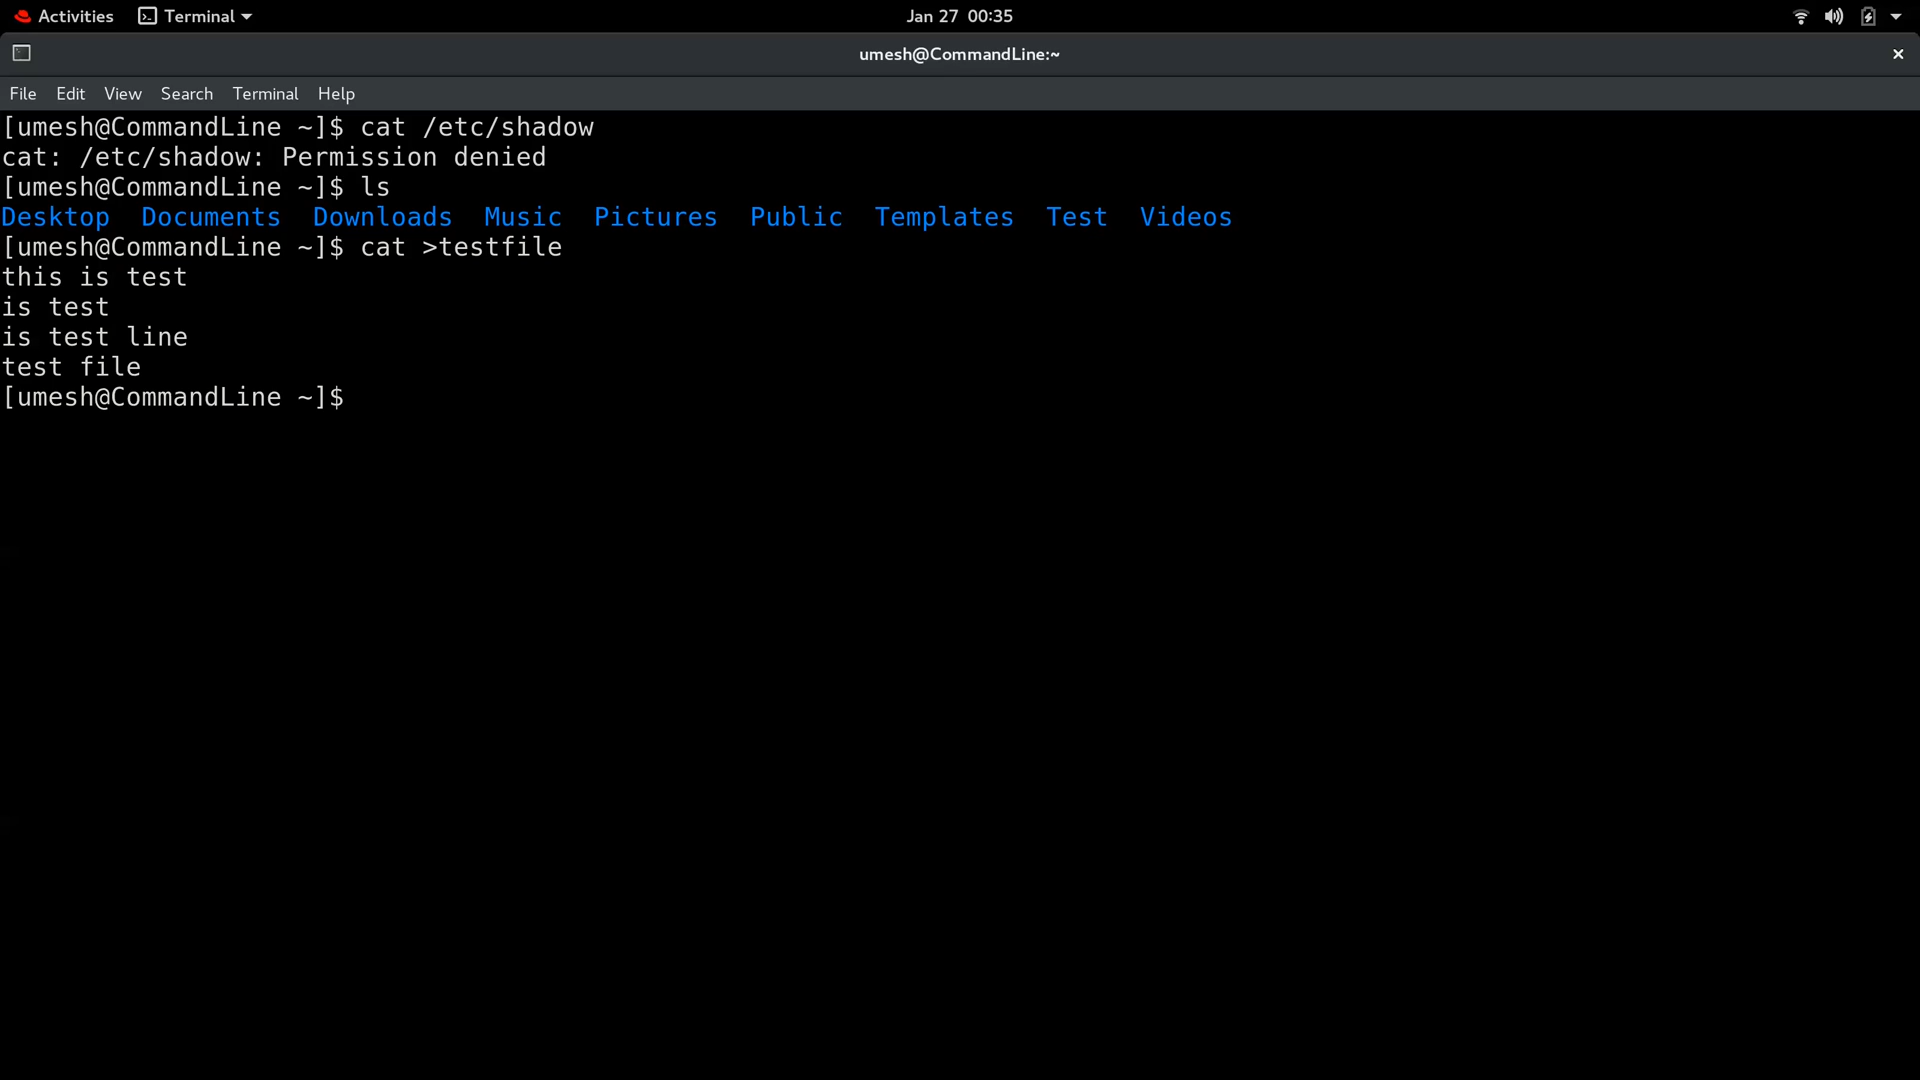 Activities Terminal Jan 27 00:35
umesh@CommandLine:~
File Edit View Search Terminal Help
[umesh@CommandLine ~]$ cat /etc/shadow
cat: /etc/shadow: Permission denied
[umesh@CommandLine ~]$ ls
Desktop Documents Downloads Music Pictures Public Templates Test Videos
[umesh@CommandLine ~]$ cat >testfile
this is test
is test
is test line
test file
[umesh@CommandLine ~]$